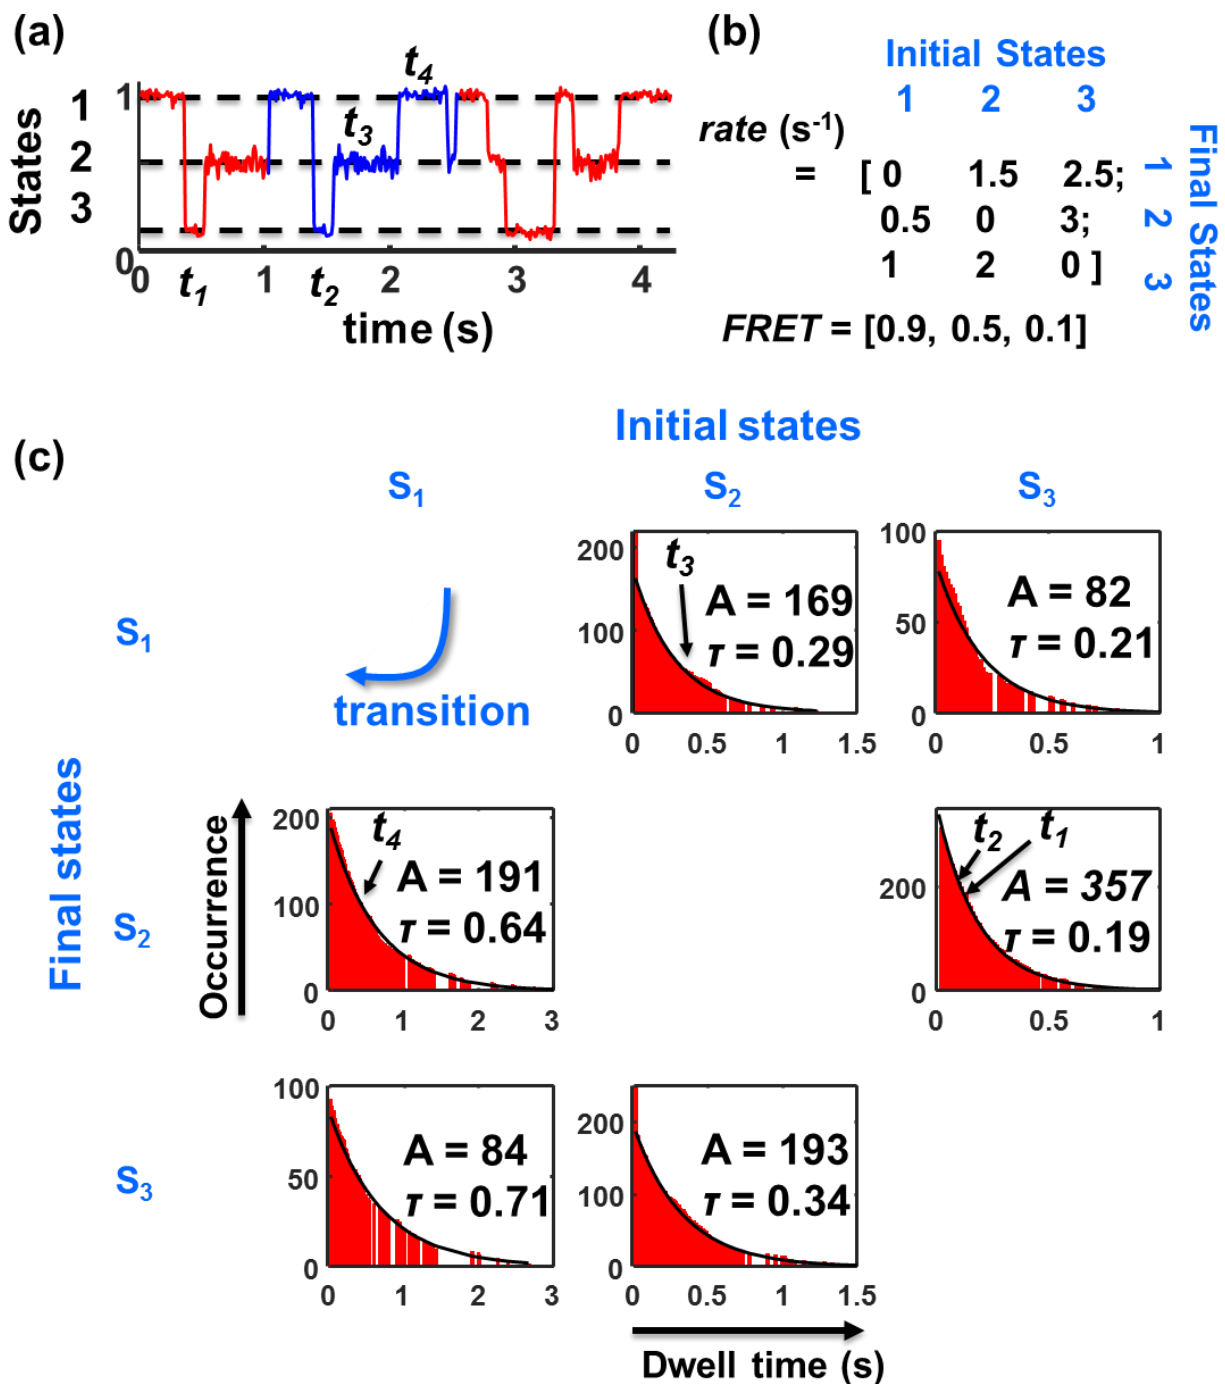 (a)
t4
t3
States
1
2
3
1
0
0
1
2
3
4
t1
t2
time (s)
(b)
Initial States
1 2 3
rate (s-1)
= [ 0 1.5 2.5;
0.5 0 3;
1 2 0 ]
1
2
3
Final States
FRET = [0.9, 0.5, 0.1]
(c)
Initial states
S1
S2
S3
Final states
S1
transition
200
100
0
t3
A = 169
τ = 0.29
0 0.5 1 1.5
100
50
0
A = 82
τ = 0.21
0 0.5 1
S2
Occurrence
200
100
0
t4
A = 191
τ = 0.64
0 1 2 3
200
0
t2
t1
A = 357
τ = 0.19
0 0.5 1
S3
100
50
0
A = 84
τ = 0.71
0 1 2 3
200
100
0
A = 193
τ = 0.34
0 0.5 1 1.5
Dwell time (s)